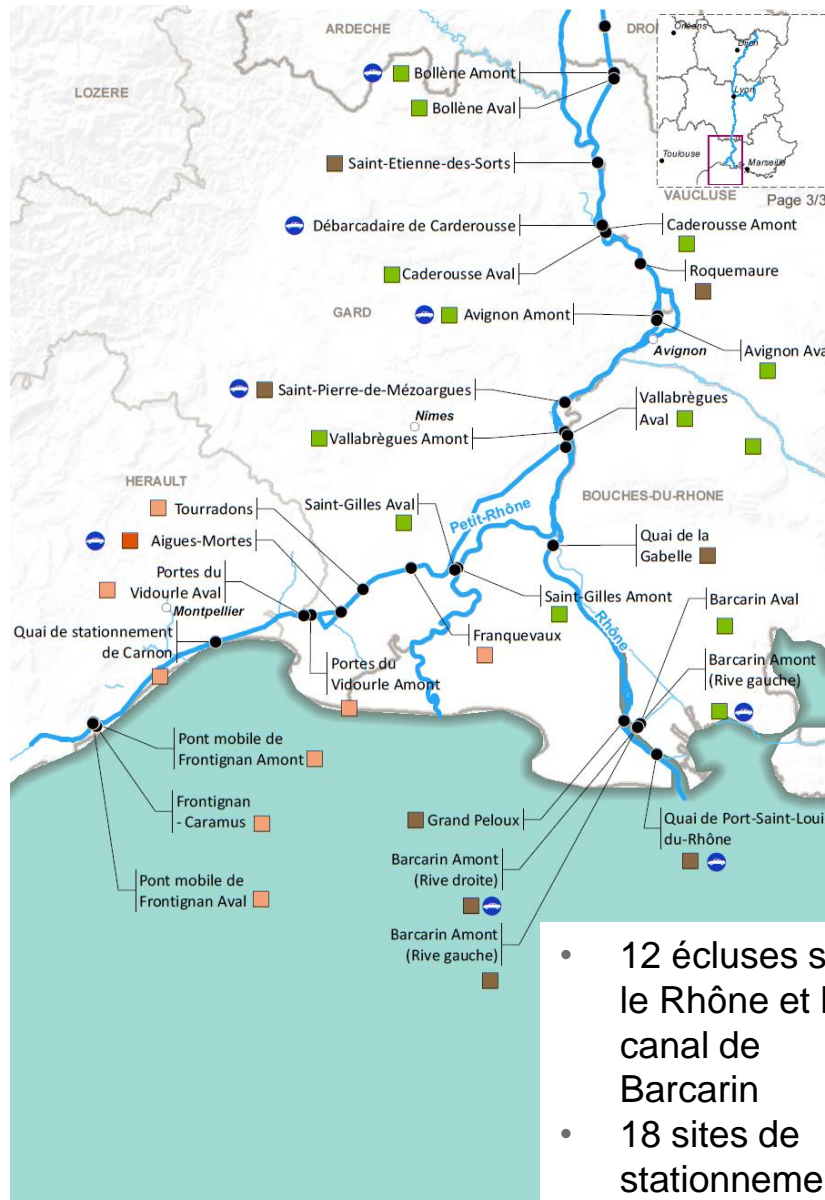 ARDECHE
DRO
Orléans
Dijon
Lyon
Toulouse
Marseille
Page 3/3
LOZERE
Bollène Amont
Bollène Aval
Saint-Etienne-des-Sorts
VAUCLUSE
Débarcadaire de Carderousse
Caderousse Amont
Caderousse Aval
Roquemaure
GARD
Avignon Amont
Avignon
Avignon Ava
Saint-Pierre-de-Mézoargues
Nîmes
Vallabrègues
Aval
Vallabrègues Amont
HERAULT
Tourradons
Saint-Gilles Aval
BOUCHES-DU-RHONE
Petit-Rhône
Aigues-Mortes
Quai de la
Gabelle
Portes du
Vidourle Aval
Montpellier
Saint-Gilles Amont
Barcarin Aval
Rhône
Quai de stationnement
de Carnon
Franquevaux
Portes du
Vidourle Amont
Barcarin Amont
(Rive gauche)
Pont mobile de
Frontignan Amont
Frontignan
- Caramus
Grand Peloux
Quai de Port-Saint-Loui
du-Rhône
Barcarin Amont
(Rive droite)
Pont mobile de
Frontignan Aval
Barcarin Amont
(Rive gauche)
• 12 écluses s
le Rhône et l
canal de
Barcarin
• 18 sites de
stationneme